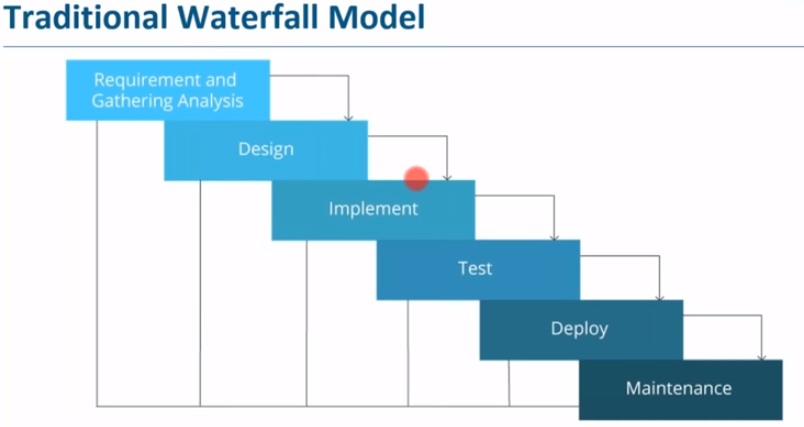 Traditional Waterfall Model
Requirement and
Gathering Analysis
Design
Implement
Test
Deploy
Maintenance